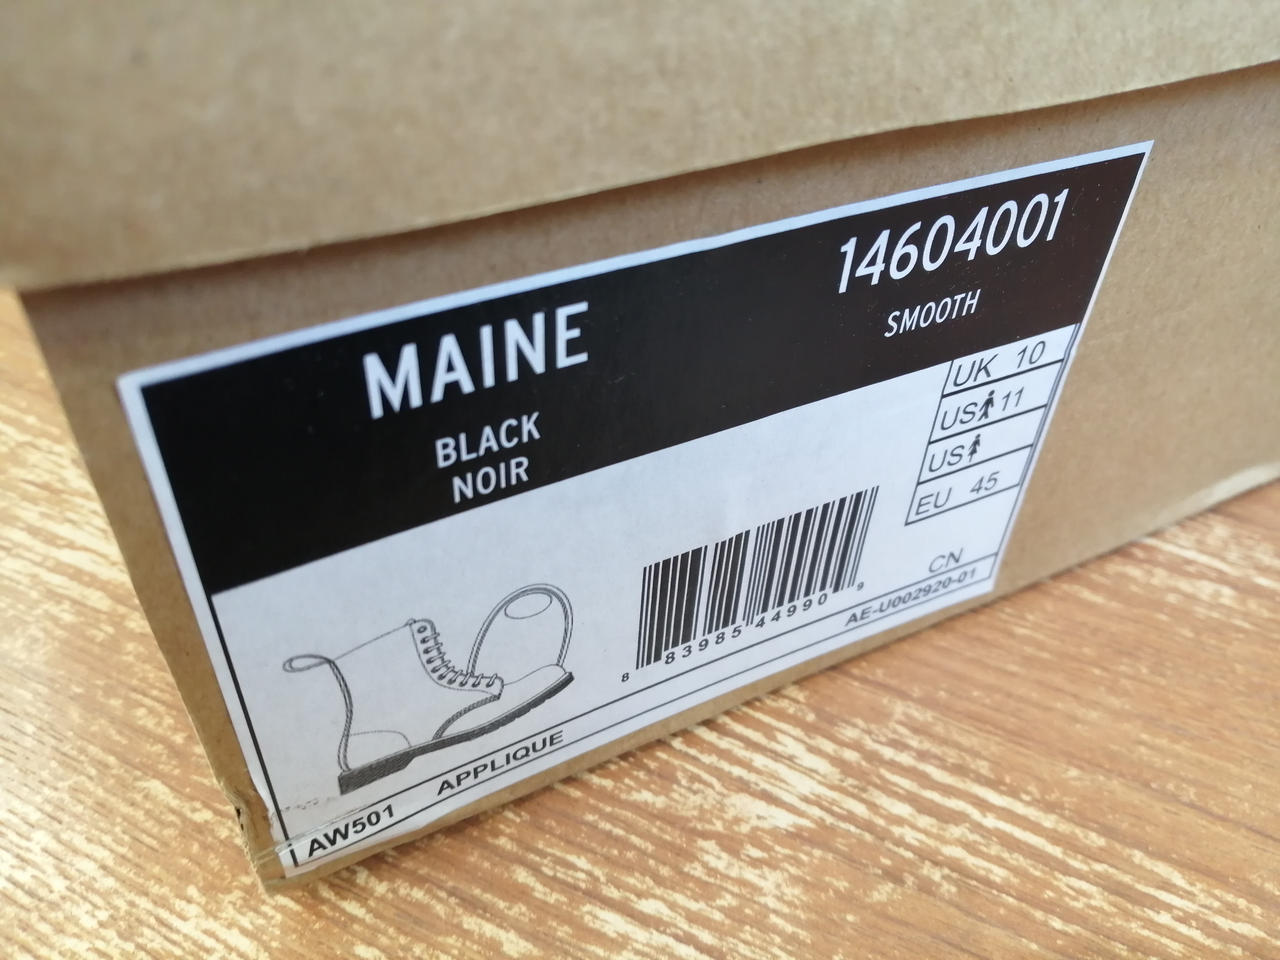 MAINE
BLACK
NOIR
14604001
SMOOTH
UK 10
US 11
US
EU 45
CN
8 83985 44990 9
AE-U002920-01
AW501 APPLIQUE